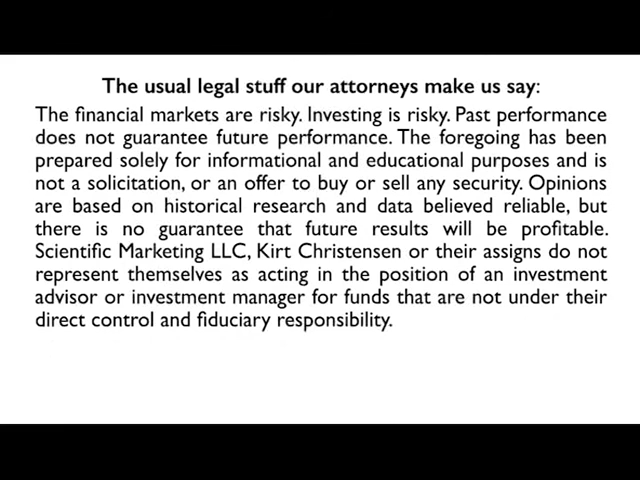 The usual legal stuff our attorneys make us say:
The financial markets are risky. Investing is risky. Past performance
does not guarantee future performance. The foregoing has been
prepared solely for informational and educational purposes and is
not a solicitation, or an offer to buy or sell any security. Opinions
are based on historical research and data believed reliable, but
there is no guarantee that future results will be profitable.
Scientific Marketing LLC, Kirt Christensen or their assigns do not
represent themselves as acting in the position of an investment
advisor or investment manager for funds that are not under their
direct control and fiduciary responsibility.